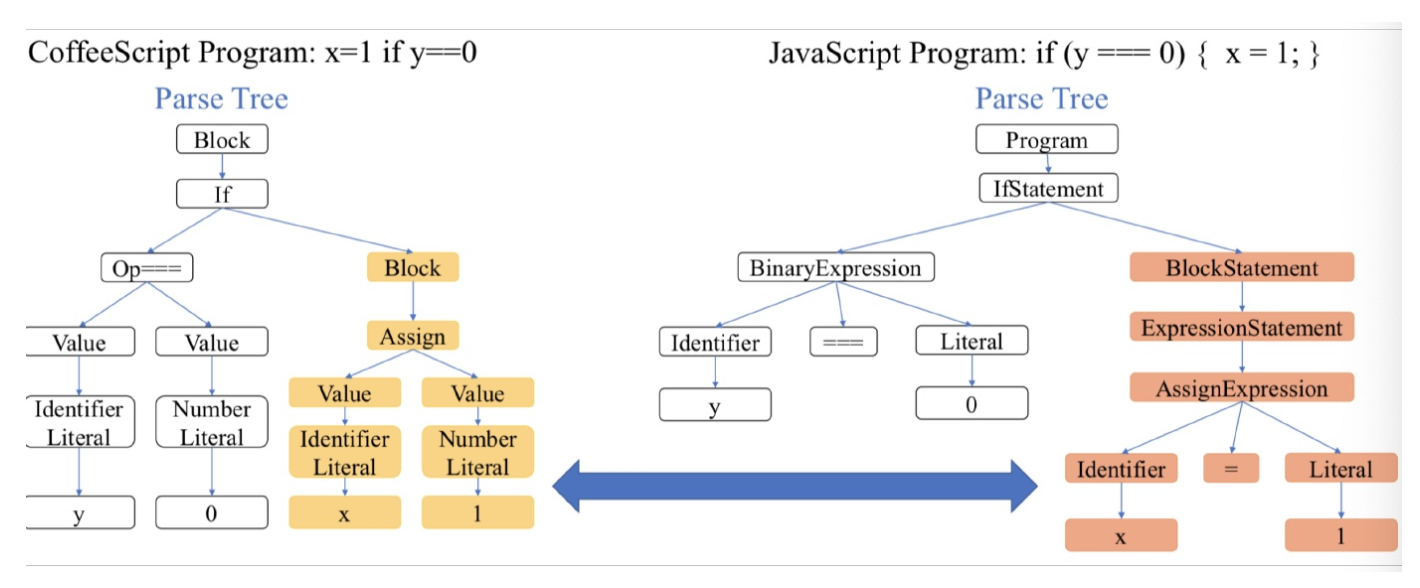 CoffeeScript Program: x=1 if y==0
Parse Tree
Block
If
Op===
Block
Value
Value
Assign
Identifier
Literal
Number
Literal
Value
Value
Identifier
Literal
Number
Literal
y
0
x
1
JavaScript Program: if (y === 0) { x = 1; }
Parse Tree
Program
IfStatement
BinaryExpression
BlockStatement
Identifier
===
Literal
ExpressionStatement
y
0
AssignExpression
Identifier
=
Literal
x
1